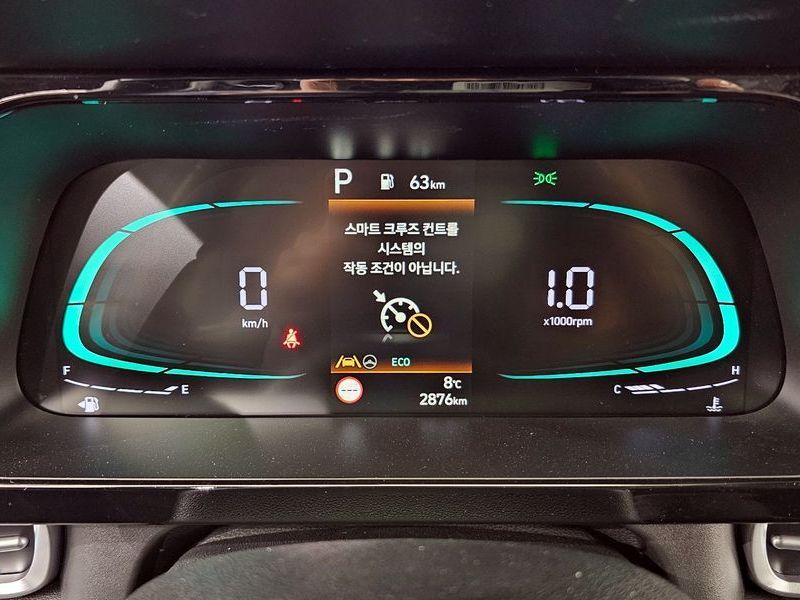 P 63km
스마트 크루즈 컨트롤
시스템의
작동 조건이 아닙니다.
0
km/h
1.0
x1000rpm
ECO
F
E
C
H
---
8℃
2876km